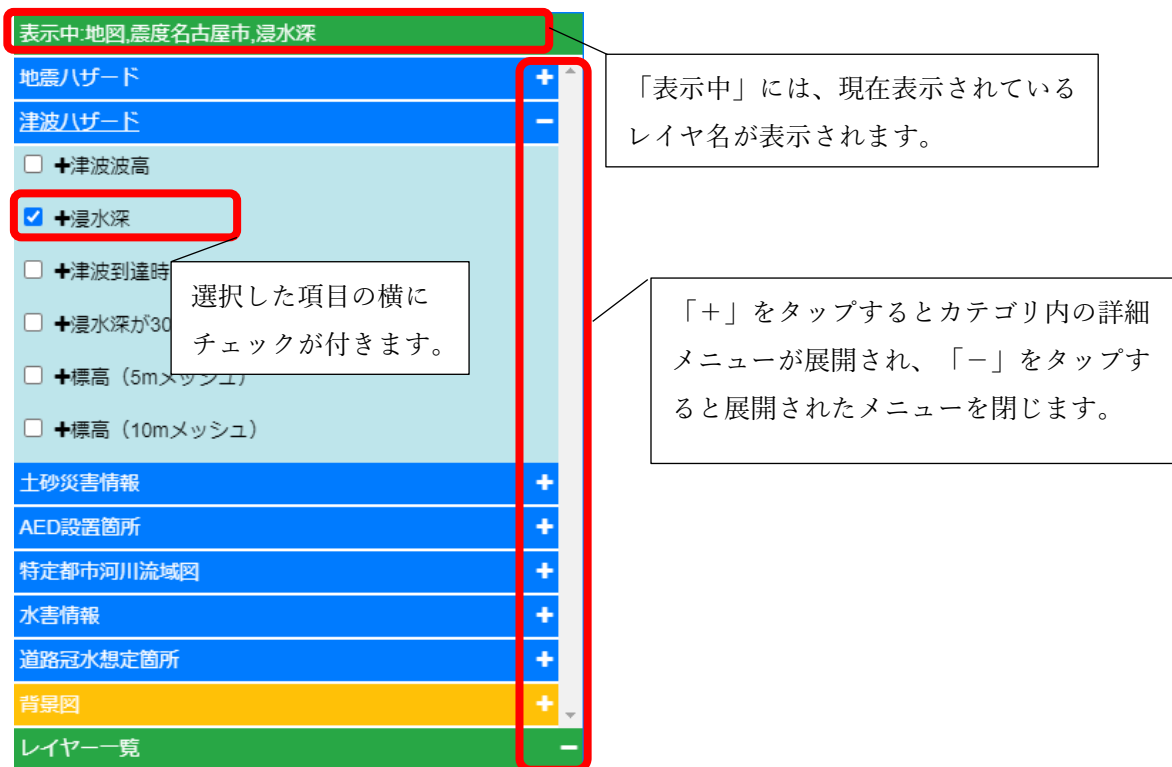 表示中:地図,震度名古屋市,浸水深
「表示中」には、現在表示されている
レイヤ名が表示されます。
地震ハザード +
津波ハザード −
+津波波高
+浸水深
+津波到達時
選択した項目の横に
チェックが付きます。
+浸水深が30
+標高（5mメッシュ）
+標高（10mメッシュ）
「＋」をタップするとカテゴリ内の詳細
メニューが展開され、「－」をタップす
ると展開されたメニューを閉じます。
土砂災害情報 +
AED設置箇所 +
特定都市河川流域図 +
水害情報 +
道路冠水想定箇所 +
背景図 +
レイヤー一覧 −